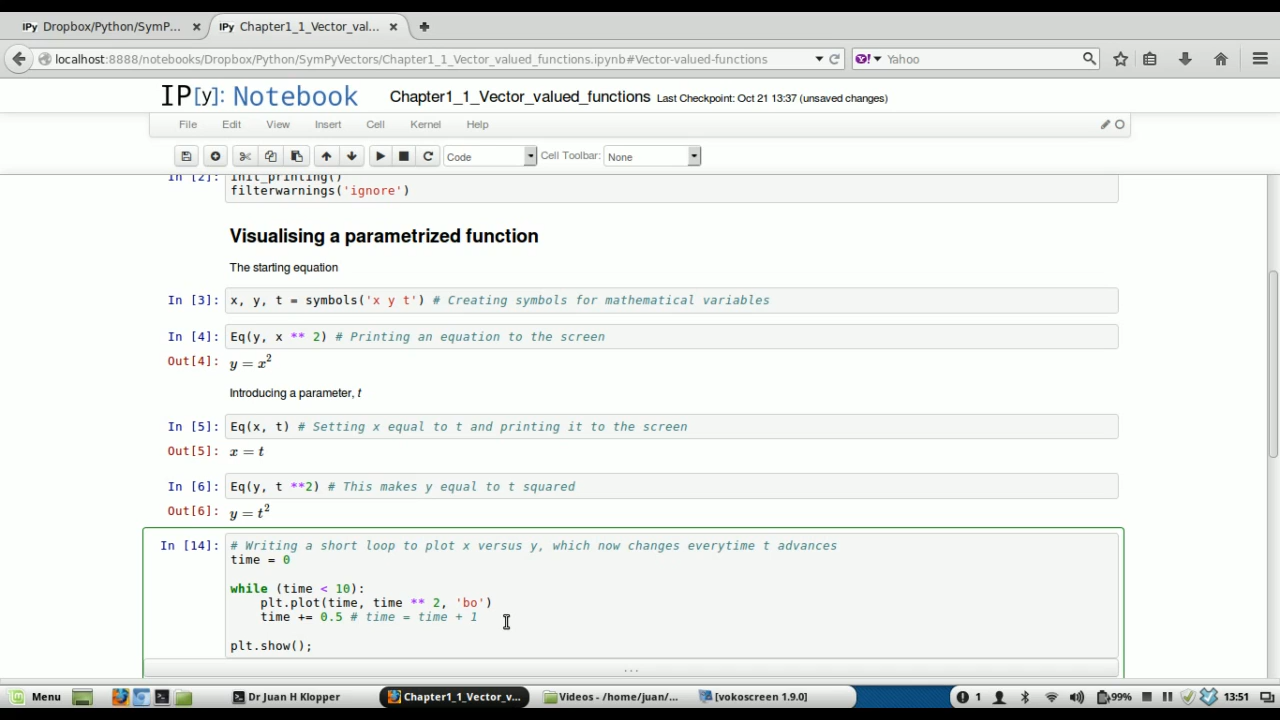 IPy Dropbox/Python/SymP... × IPy Chapter1_1_Vector_val... ×
localhost:8888/notebooks/Dropbox/Python/SymPyVectors/Chapter1_1_Vector_valued_functions.ipynb#Vector-valued-functions Y! Yahoo
IP[y]: Notebook Chapter1_1_Vector_valued_functions Last Checkpoint: Oct 21 13:37 (unsaved changes)
File Edit View Insert Cell Kernel Help
Code Cell Toolbar: None
In [2]: init_printing()
filterwarnings('ignore')
Visualising a parametrized function
The starting equation
In [3]: x, y, t = symbols('x y t') # Creating symbols for mathematical variables
In [4]: Eq(y, x ** 2) # Printing an equation to the screen
Out[4]: y = x²
Introducing a parameter, t
In [5]: Eq(x, t) # Setting x equal to t and printing it to the screen
Out[5]: x = t
In [6]: Eq(y, t **2) # This makes y equal to t squared
Out[6]: y = t²
In [14]: # Writing a short loop to plot x versus y, which now changes everytime t advances
time = 0
while (time < 10):
plt.plot(time, time ** 2, 'bo')
time += 0.5 # time = time + 1
plt.show();
...
Menu Dr Juan H Klopper Chapter1_1_Vector_v... Videos - /home/juan/... [vokoscreen 1.9.0] 1 99% 13:51